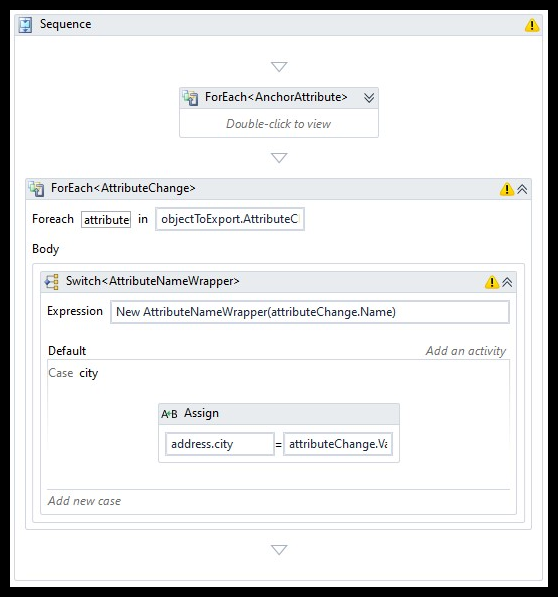 Sequence
ForEach<AnchorAttribute>
Double-click to view
ForEach<AttributeChange>
Foreach attribute in objectToExport.AttributeC
Body
Switch<AttributeNameWrapper>
Expression New AttributeNameWrapper(attributeChange.Name)
Default Add an activity
Case city
A+B Assign
address.city = attributeChange.Va
Add new case